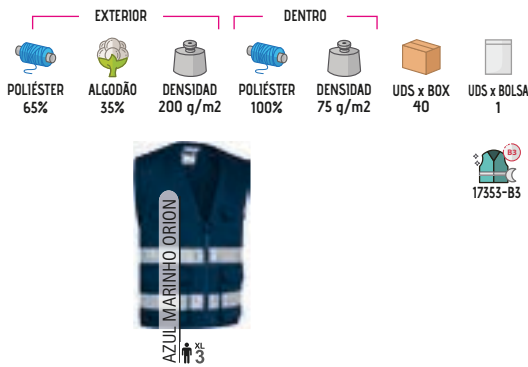 EXTERIOR
DENTRO
POLIÉSTER
65%
ALGODÃO
35%
DENSIDAD
200 g/m2
POLIÉSTER
100%
DENSIDAD
75 g/m2
UDS x BOX
40
UDS x BOLSA
1
B3
17353-B3
AZUL MARINHO ORION
XL
3